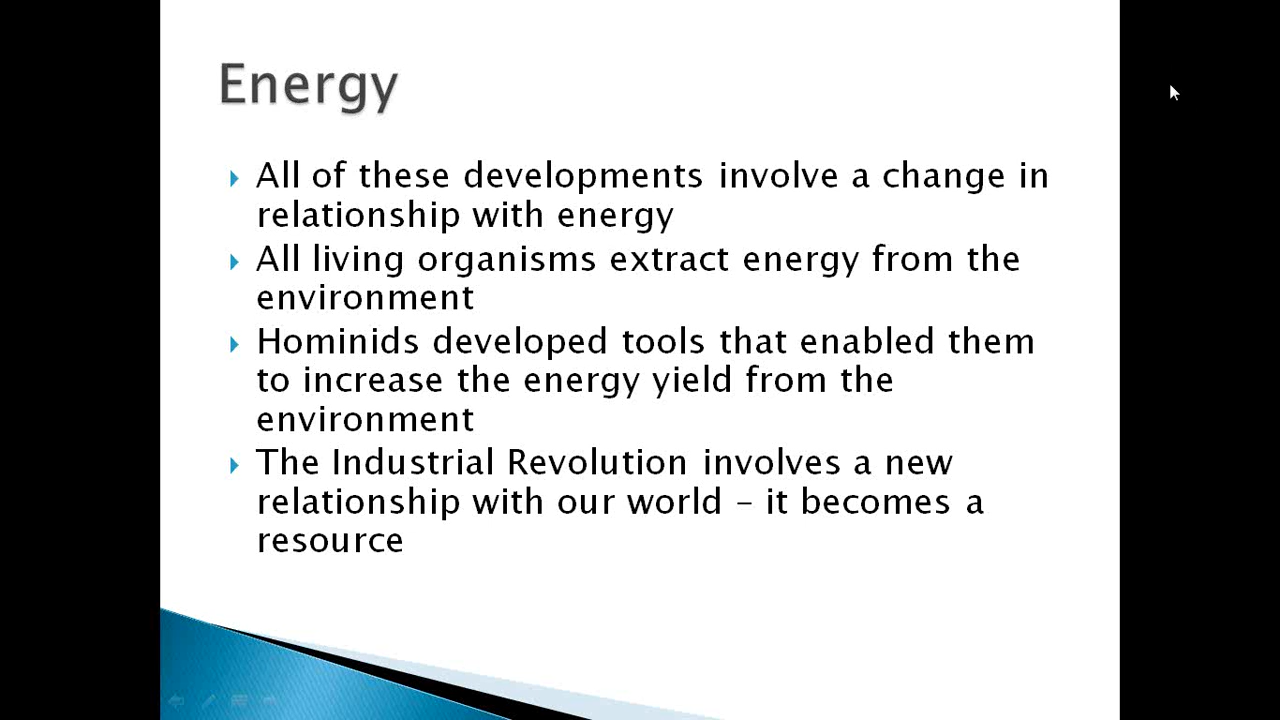 Energy
All of these developments involve a change in
relationship with energy
All living organisms extract energy from the
environment
Hominids developed tools that enabled them
to increase the energy yield from the
environment
The Industrial Revolution involves a new
relationship with our world – it becomes a
resource